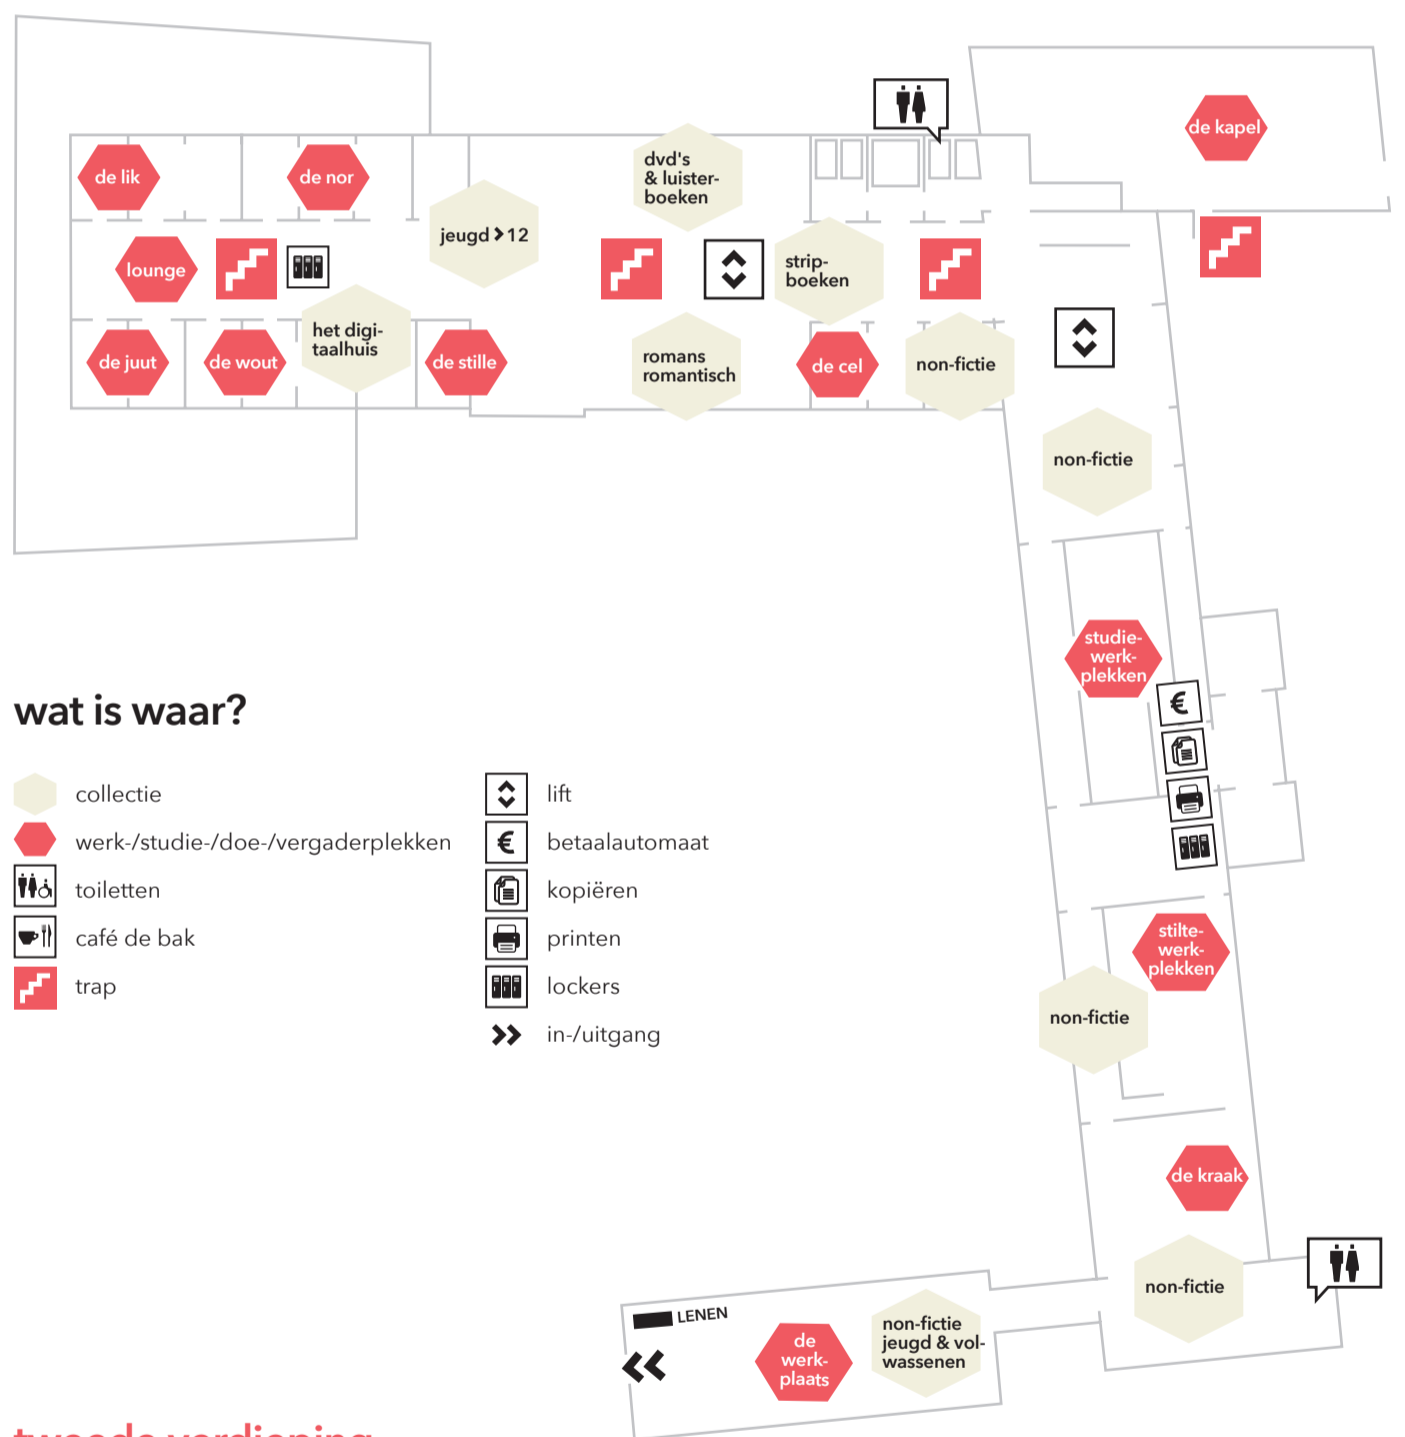 de kapel
dvd's
& luister-
boeken
de lik
de nor
jeugd>12
lounge
strip-
boeken
het digi-
taalhuis
romans
romantisch
de juut
de wout
de stille
de cel
non-fictie
non-fictie
studie-
werk-
plekken
€
wat is waar?
collectie
werk-/studie-/doe-/vergaderplekken
toiletten
café de bak
trap
lift
€ betaalautomaat
kopiëren
printen
lockers
in-/uitgang
stilte-
werk-
plekken
non-fictie
de kraak
non-fictie
LENEN
non-fictie
jeugd & vol-
wassenen
de
werk-
plaats
tweede verdieping